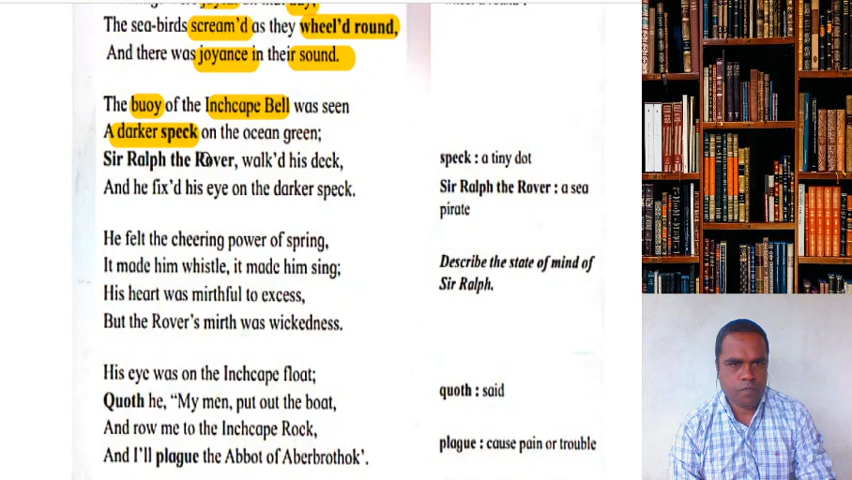 The sea-birds scream'd as they wheel'd round,
And there was joyance in their sound.
The buoy of the Inchcape Bell was seen
A darker speck on the ocean green;
Sir Ralph the Rover, walk'd his deck,
And he fix'd his eye on the darker speck.
speck : a tiny dot
Sir Ralph the Rover : a sea
pirate
He felt the cheering power of spring,
It made him whistle, it made him sing;
His heart was mirthful to excess,
But the Rover's mirth was wickedness.
Describe the state of mind of
Sir Ralph.
His eye was on the Inchcape float;
Quoth he, "My men, put out the boat,
And row me to the Inchcape Rock,
And I'll plague the Abbot of Aberbrothok'.
quoth : said
plague : cause pain or trouble